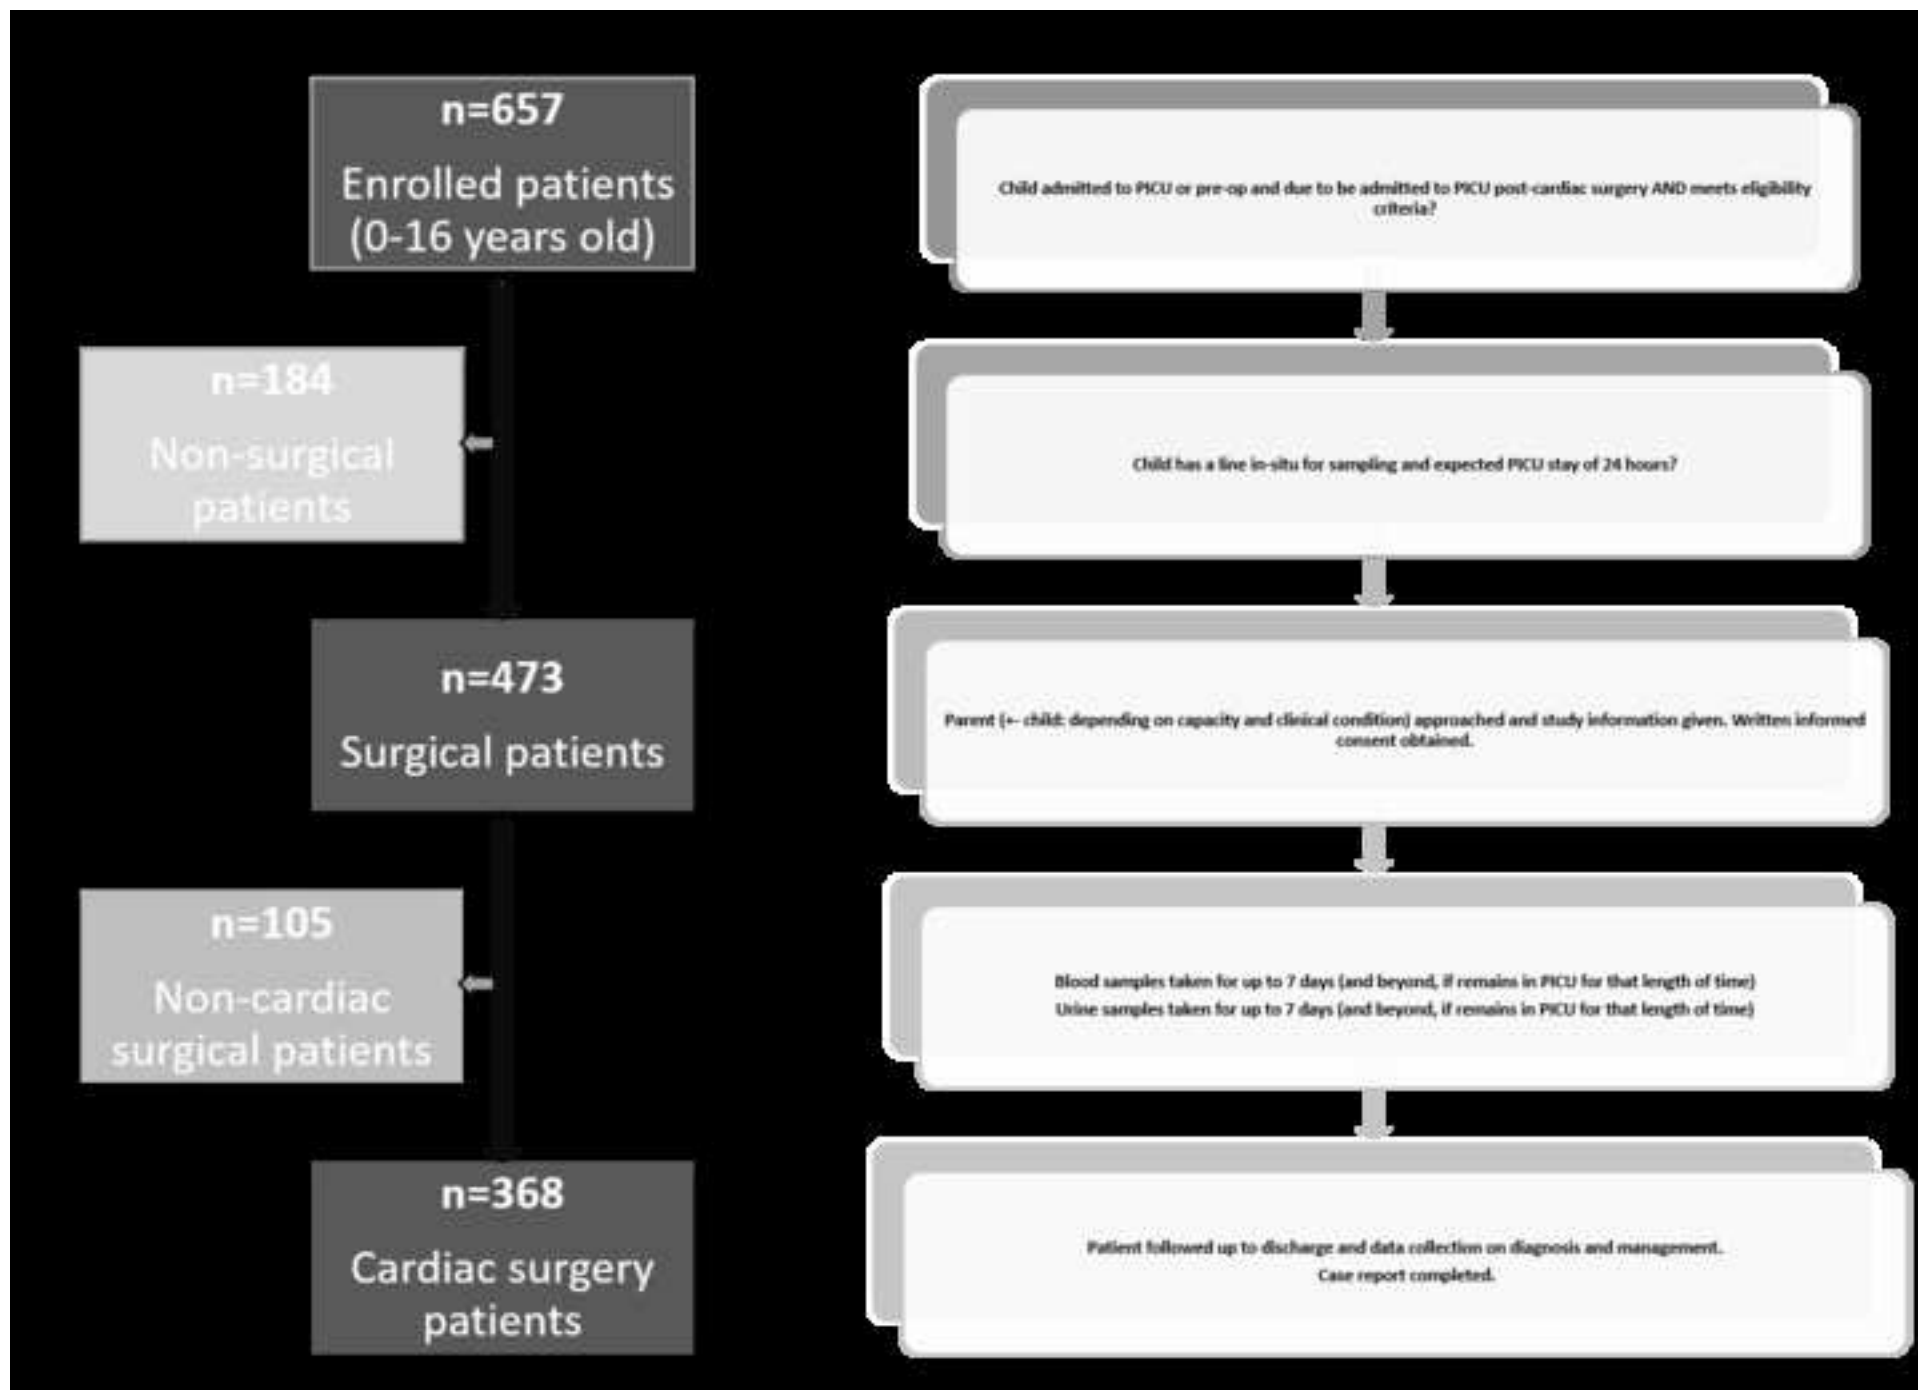 n=657
Enrolled patients
(0-16 years old)
n=184
Non-surgical
patients
n=473
Surgical patients
n=105
Non-cardiac
surgical patients
n=368
Cardiac surgery
patients
Child admitted to PICU or pre-op and due to be admitted to PICU post-cardiac surgery AND meets eligibility
criteria?
Child has a line in-situ for sampling and expected PICU stay of 24 hours?
Parent (+- child: depending on capacity and clinical condition) approached and study information given. Written informed
consent obtained.
Blood samples taken for up to 7 days (and beyond, if remains in PICU for that length of time)
Urine samples taken for up to 7 days (and beyond, if remains in PICU for that length of time)
Patient followed up to discharge and data collection on diagnosis and management.
Case report completed.